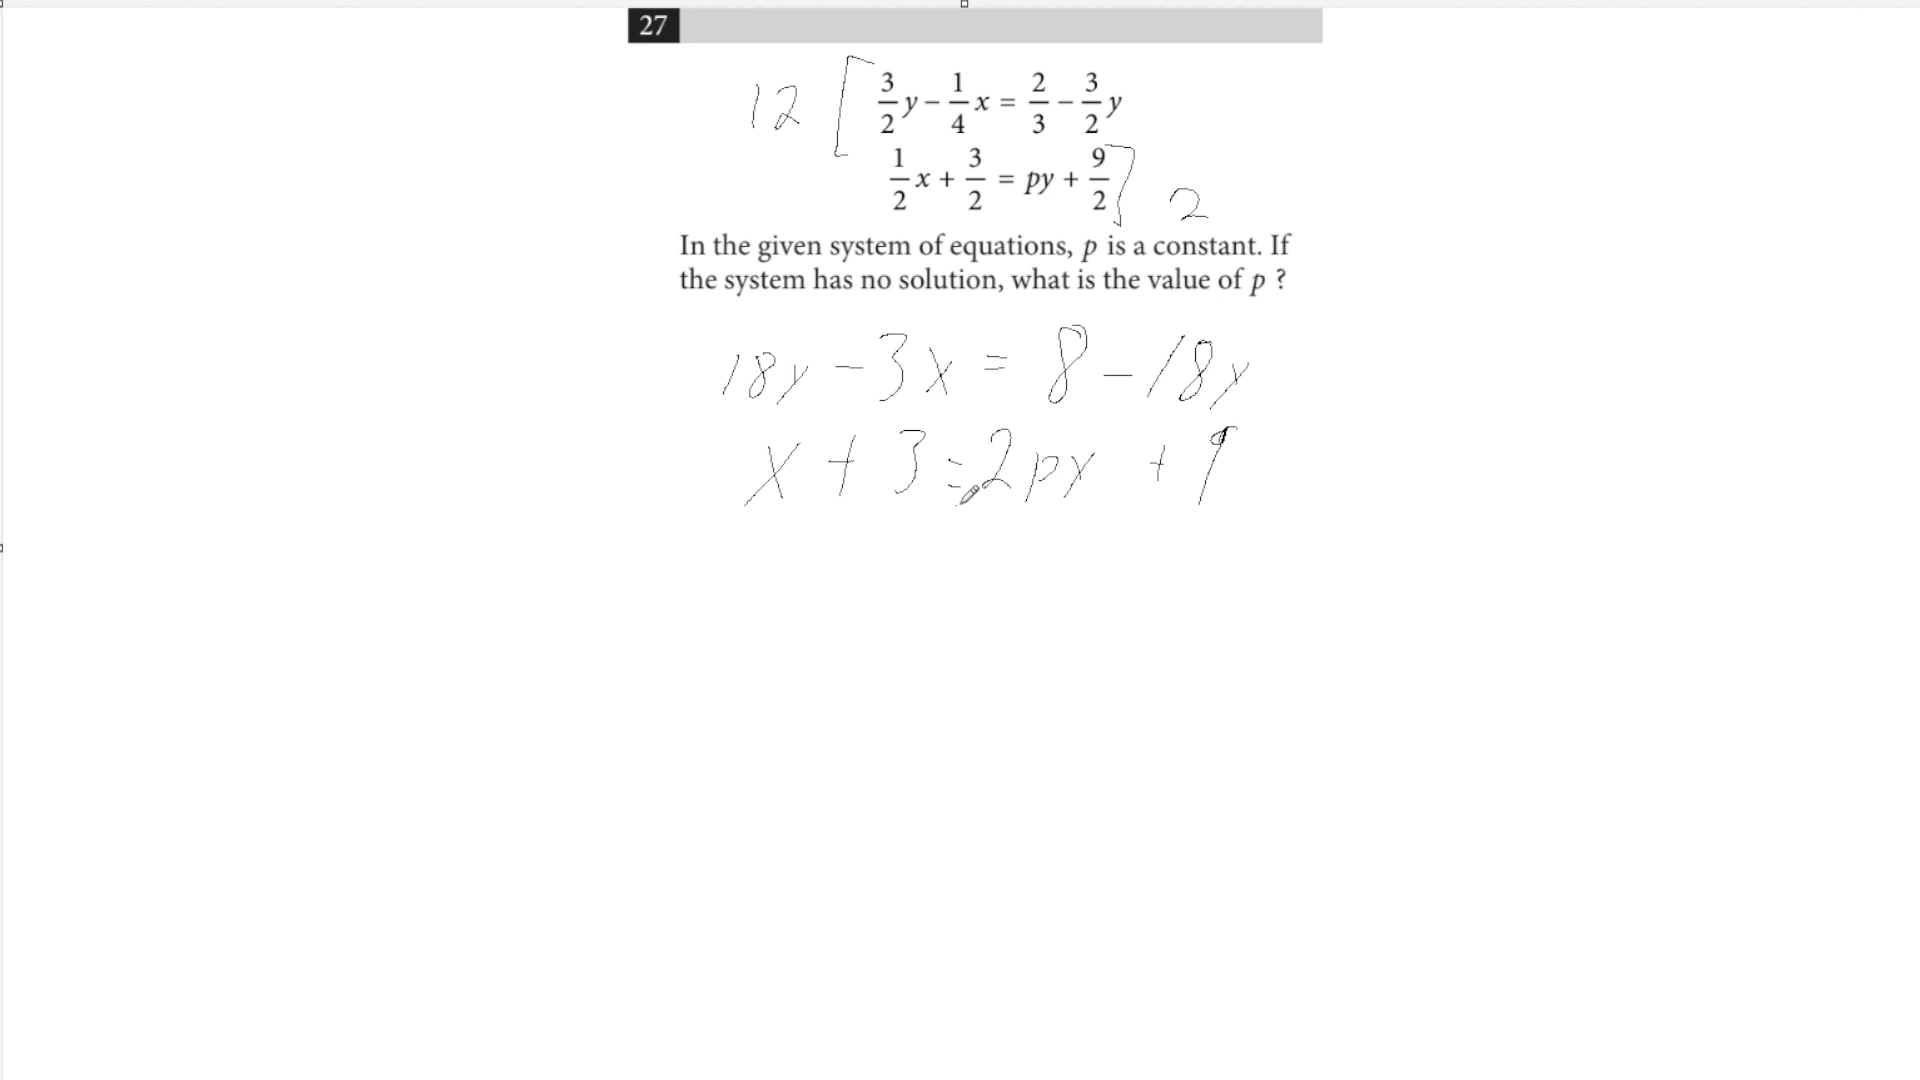 27
12 [ 3/2 y − 1/4 x = 2/3 − 3/2 y
1/2 x + 3/2 = py + 9/2 ] 2
In the given system of equations, p is a constant. If
the system has no solution, what is the value of p ?
18y − 3x = 8 − 18y
x + 3 = 2px + 9